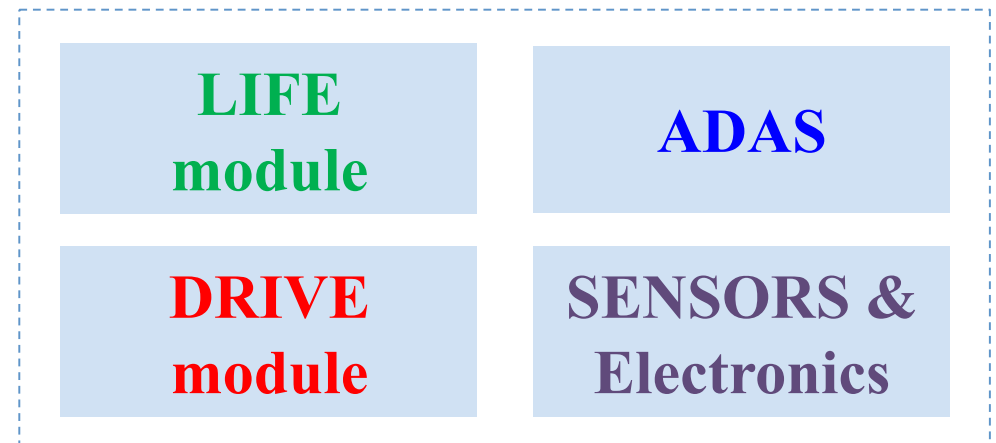 LIFE
module
ADAS
DRIVE
module
SENSORS &
Electronics